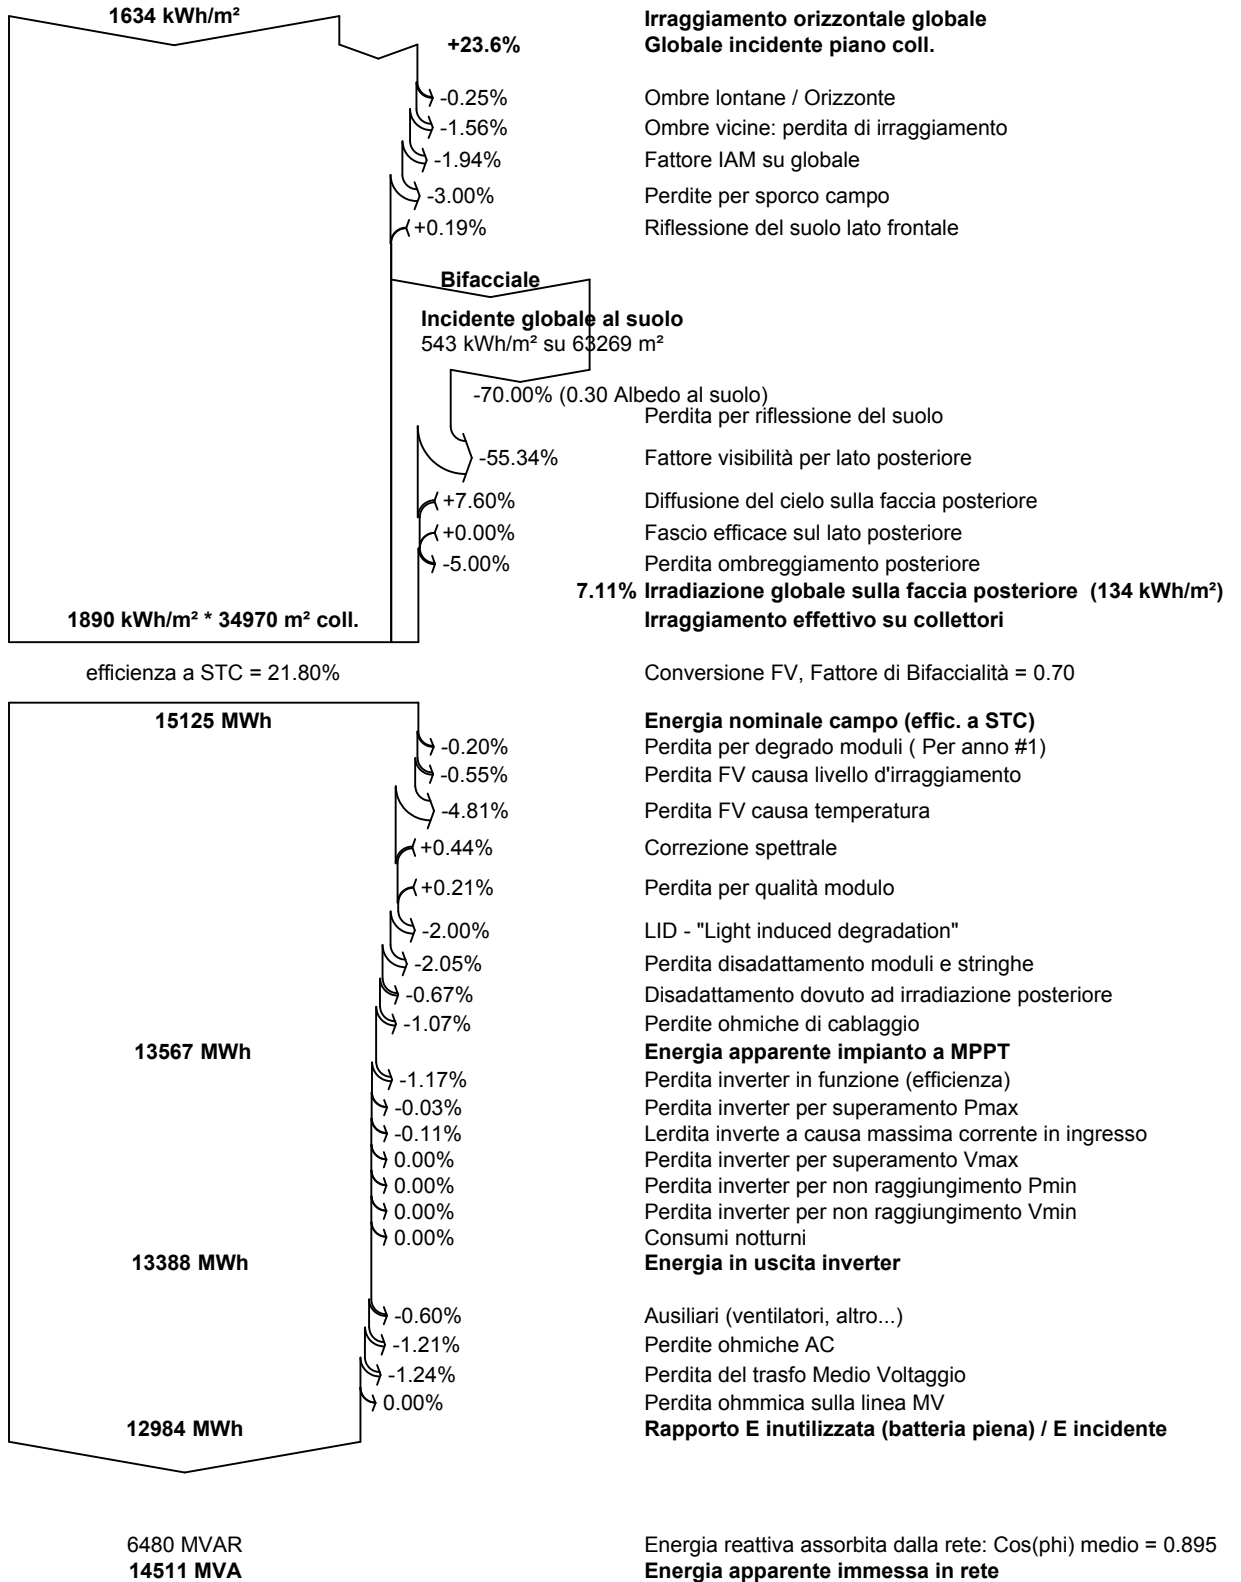 1634 kWh/m² Irraggiamento orizzontale globale
+23.6% Globale incidente piano coll.
-0.25% Ombre lontane / Orizzonte
-1.56% Ombre vicine: perdita di irraggiamento
-1.94% Fattore IAM su globale
-3.00% Perdite per sporco campo
+0.19% Riflessione del suolo lato frontale
Bifacciale
Incidente globale al suolo
543 kWh/m² su 63269 m²
-70.00% (0.30 Albedo al suolo)
Perdita per riflessione del suolo
-55.34% Fattore visibilità per lato posteriore
+7.60% Diffusione del cielo sulla faccia posteriore
+0.00% Fascio efficace sul lato posteriore
-5.00% Perdita ombreggiamento posteriore
7.11% Irradiazione globale sulla faccia posteriore (134 kWh/m²)
1890 kWh/m² * 34970 m² coll. Irraggiamento effettivo su collettori
efficienza a STC = 21.80% Conversione FV, Fattore di Bifaccialità = 0.70
15125 MWh Energia nominale campo (effic. a STC)
-0.20% Perdita per degrado moduli ( Per anno #1)
-0.55% Perdita FV causa livello d'irraggiamento
-4.81% Perdita FV causa temperatura
+0.44% Correzione spettrale
+0.21% Perdita per qualità modulo
-2.00% LID - "Light induced degradation"
-2.05% Perdita disadattamento moduli e stringhe
-0.67% Disadattamento dovuto ad irradiazione posteriore
-1.07% Perdite ohmiche di cablaggio
13567 MWh Energia apparente impianto a MPPT
-1.17% Perdita inverter in funzione (efficienza)
-0.03% Perdita inverter per superamento Pmax
-0.11% Lerdita inverte a causa massima corrente in ingresso
0.00% Perdita inverter per superamento Vmax
0.00% Perdita inverter per non raggiungimento Pmin
0.00% Perdita inverter per non raggiungimento Vmin
0.00% Consumi notturni
13388 MWh Energia in uscita inverter
-0.60% Ausiliari (ventilatori, altro...)
-1.21% Perdite ohmiche AC
-1.24% Perdita del trasfo Medio Voltaggio
0.00% Perdita ohmmica sulla linea MV
12984 MWh Rapporto E inutilizzata (batteria piena) / E incidente
6480 MVAR Energia reattiva assorbita dalla rete: Cos(phi) medio = 0.895
14511 MVA Energia apparente immessa in rete